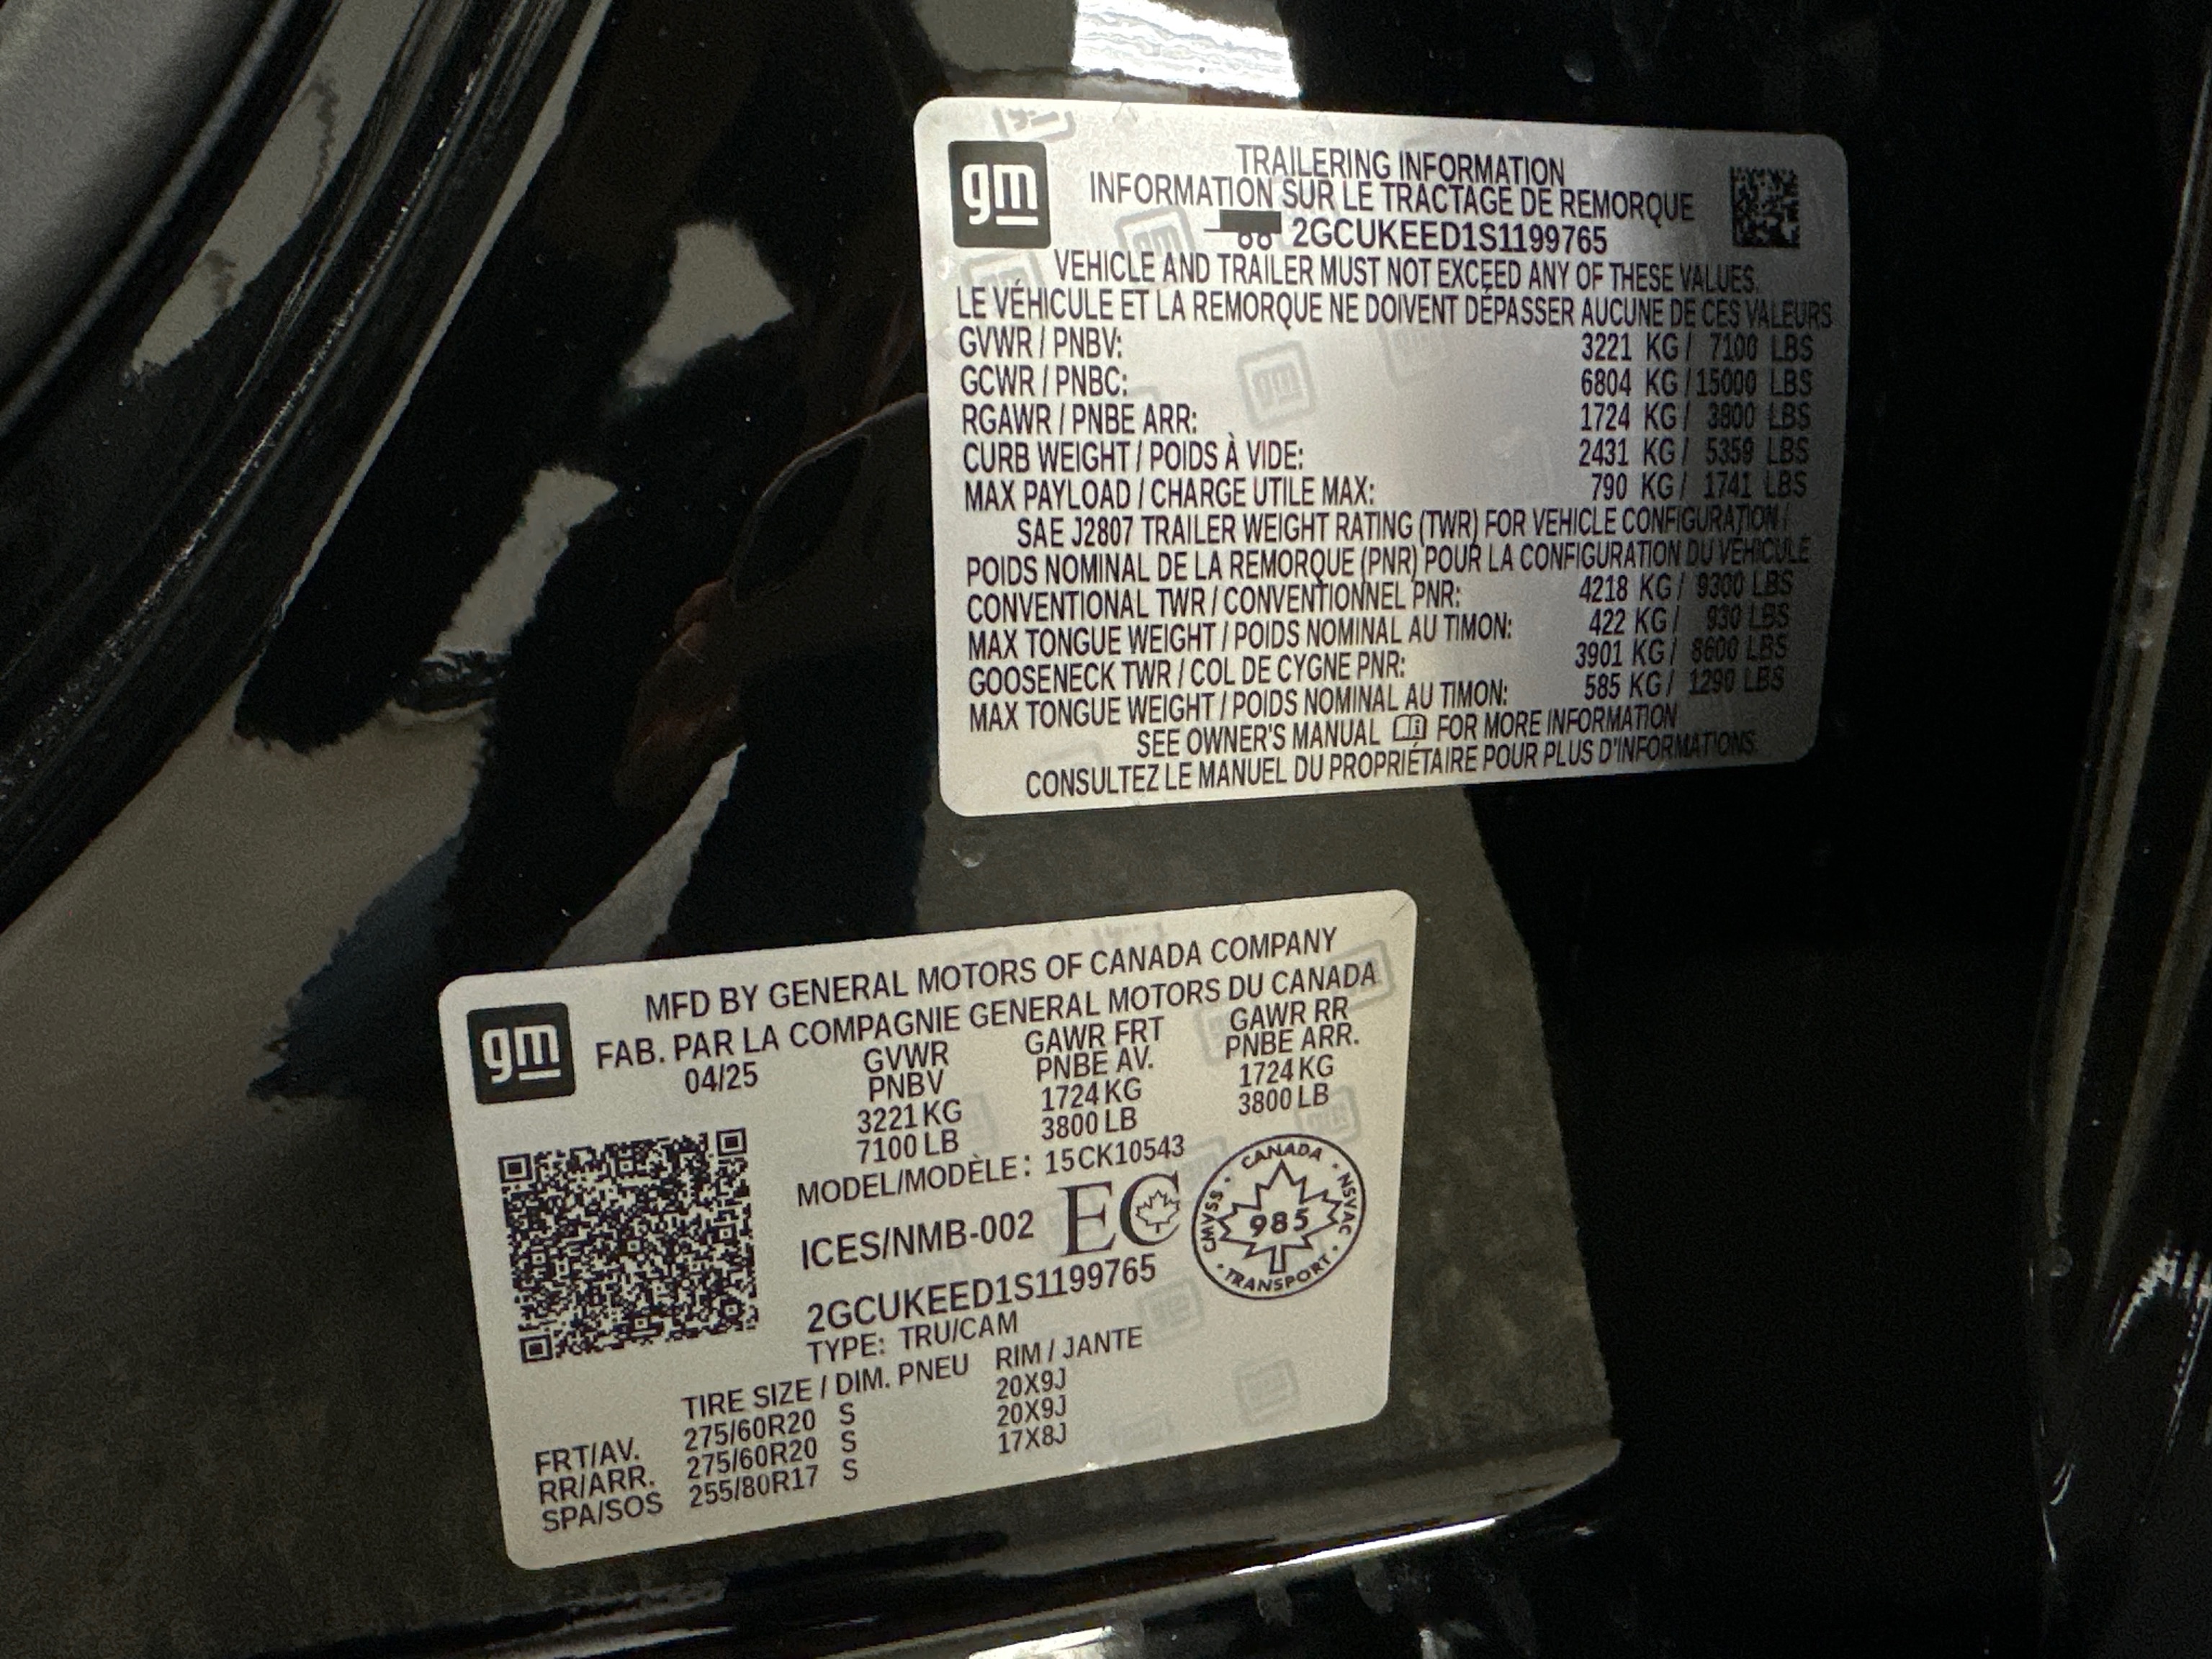 gm
TRAILERING INFORMATION
INFORMATION SUR LE TRACTAGE DE REMORQUE
2GCUKEED1S1199765
VEHICLE AND TRAILER MUST NOT EXCEED ANY OF THESE VALUES.
LE VÉHICULE ET LA REMORQUE NE DOIVENT DÉPASSER AUCUNE DE CES VALEURS
GVWR / PNBV: 3221 KG / 7100 LBS
GCWR / PNBC: 6804 KG / 15000 LBS
RGAWR / PNBE ARR: 1724 KG / 3800 LBS
CURB WEIGHT / POIDS À VIDE: 2431 KG / 5359 LBS
MAX PAYLOAD / CHARGE UTILE MAX: 790 KG / 1741 LBS
SAE J2807 TRAILER WEIGHT RATING (TWR) FOR VEHICLE CONFIGURATION /
POIDS NOMINAL DE LA REMORQUE (PNR) POUR LA CONFIGURATION DU VÉHICULE
CONVENTIONAL TWR / CONVENTIONNEL PNR: 4218 KG / 9300 LBS
MAX TONGUE WEIGHT / POIDS NOMINAL AU TIMON: 422 KG / 930 LBS
GOOSENECK TWR / COL DE CYGNE PNR: 3901 KG / 8600 LBS
MAX TONGUE WEIGHT / POIDS NOMINAL AU TIMON: 585 KG / 1290 LBS
SEE OWNER'S MANUAL FOR MORE INFORMATION
CONSULTEZ LE MANUEL DU PROPRIÉTAIRE POUR PLUS D'INFORMATIONS.
gm
MFD BY GENERAL MOTORS OF CANADA COMPANY
FAB. PAR LA COMPAGNIE GENERAL MOTORS DU CANADA
04/25 GVWR GAWR FRT GAWR RR
PNBV PNBE AV. PNBE ARR.
3221 KG 1724 KG 1724 KG
7100 LB 3800 LB 3800 LB
MODEL/MODÈLE: 15CK10543
ICES/NMB-002 EC
CANADA · NSVAC · TRANSPORT · CMVSS ·
985
2GCUKEED1S1199765
TYPE: TRU/CAM
TIRE SIZE / DIM. PNEU RIM / JANTE
FRT/AV. 275/60R20 S 20X9J
RR/ARR. 275/60R20 S 20X9J
SPA/SOS 255/80R17 S 17X8J